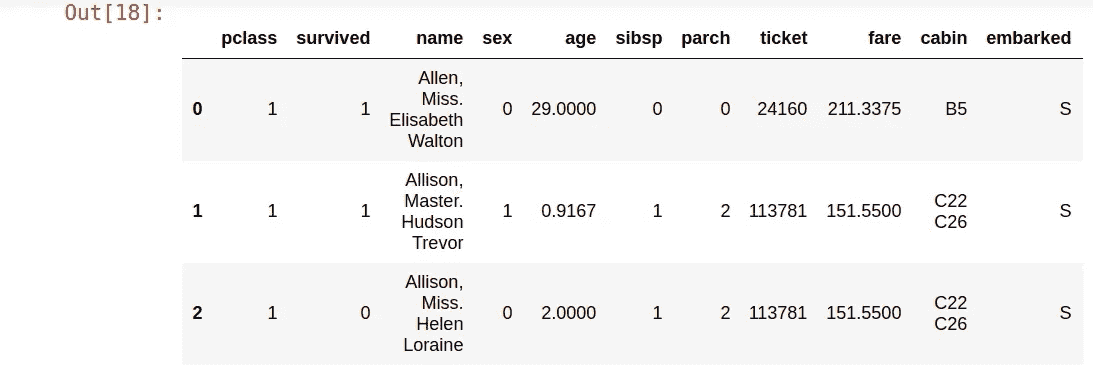 Out[18]:
pclass survived name sex age sibsp parch ticket fare cabin embarked
Allen,
Miss.
0 1 1 Elisabeth 0 29.0000 0 0 24160 211.3375 B5 S
Walton
Allison,
Master.
1 1 1 Hudson 1 0.9167 1 2 113781 151.5500 C22 C26 S
Trevor
Allison,
Miss.
2 1 0 Helen 0 2.0000 1 2 113781 151.5500 C22 C26 S
Loraine